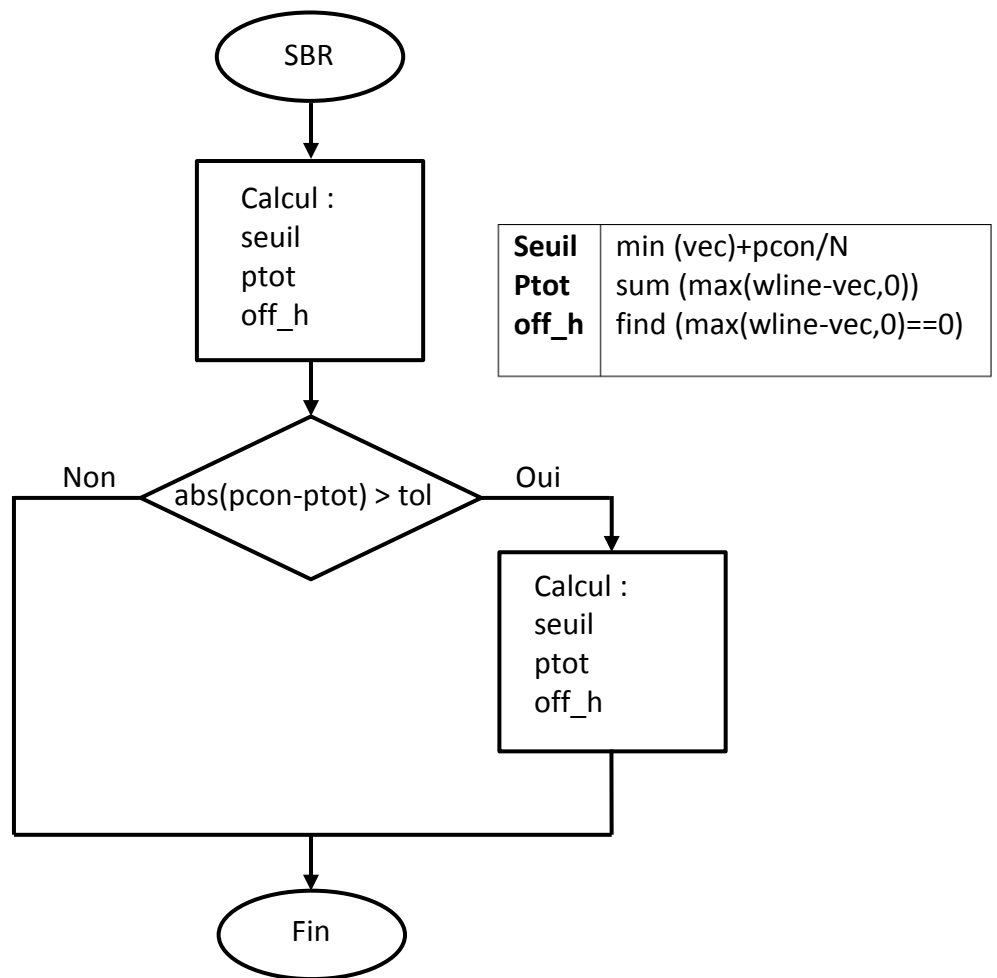 SBR
Calcul :
seuil
ptot
off_h
Seuil min (vec)+pcon/N
Ptot sum (max(wline-vec,0))
off_h find (max(wline-vec,0)==0)
Non
abs(pcon-ptot) > tol
Oui
Calcul :
seuil
ptot
off_h
Fin